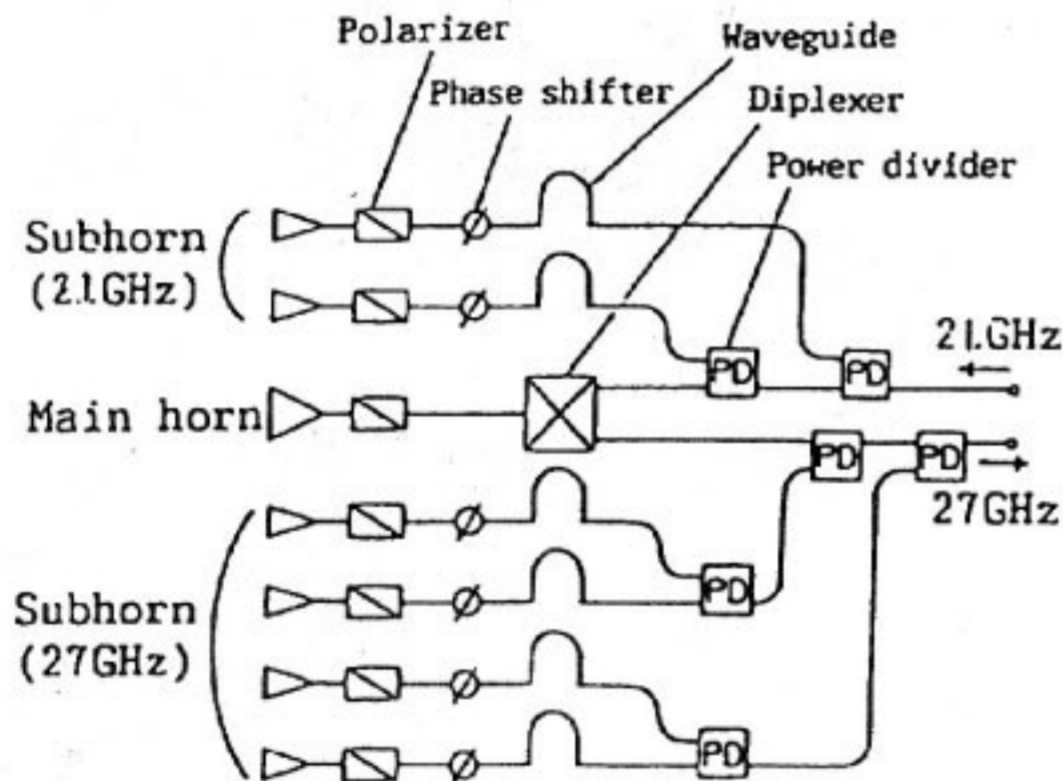 Polarizer
Waveguide
Phase shifter
Diplexer
Power divider
Subhorn
(21GHz)
21GHz
PD
PD
Main horn
PD
PD
27GHz
PD
Subhorn
(27GHz)
PD